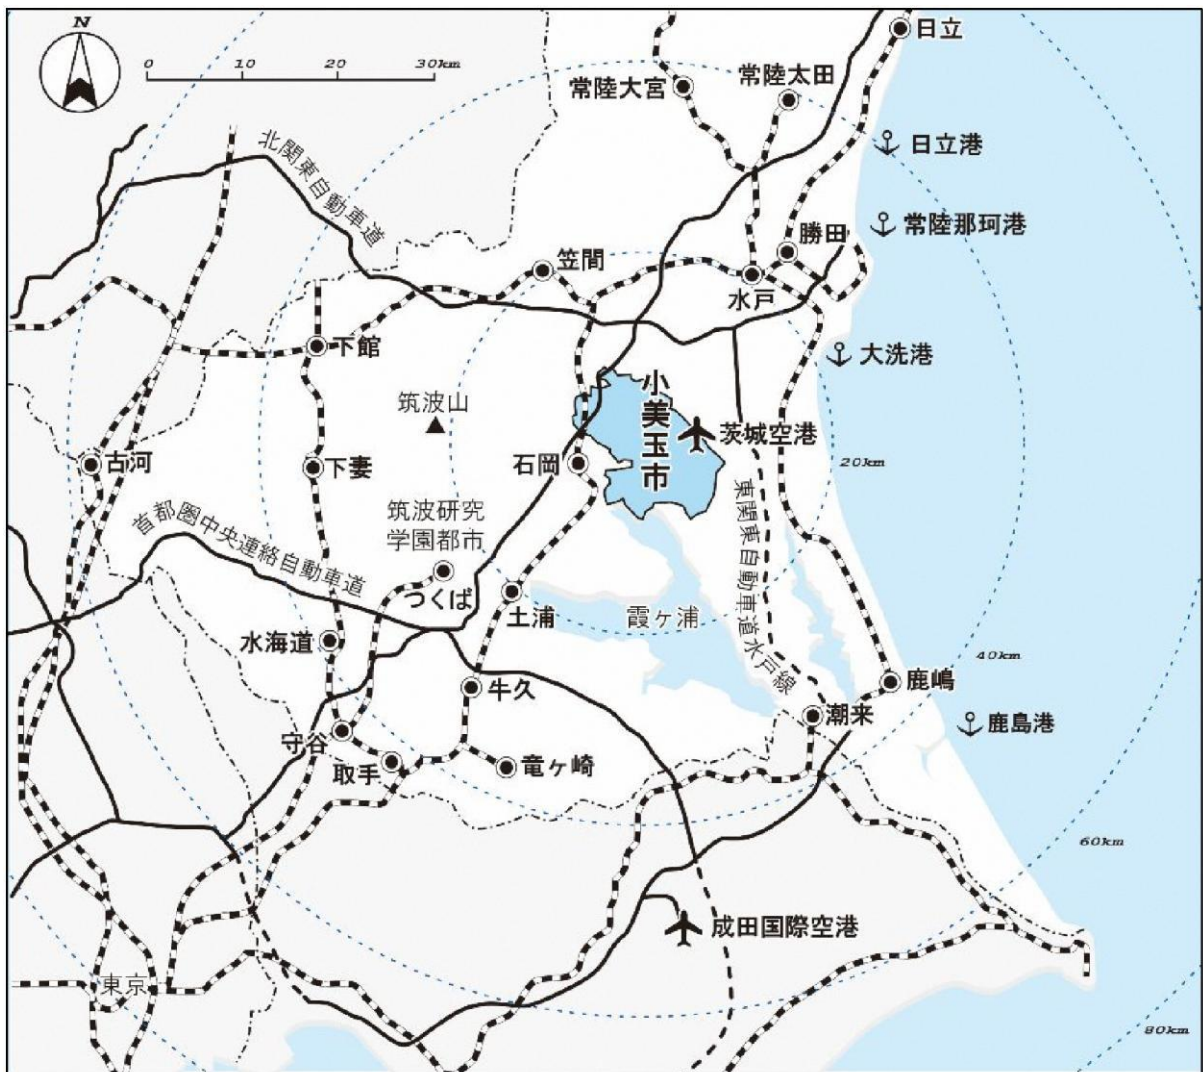 N
0 10 20 30km
日立
常陸大宮
常陸太田
日立港
北関東自動車道
常陸那珂港
勝田
笠間
水戸
下館
大洗港
小美玉市
筑波山
茨城空港
古河
下妻
石岡
20km
東関東自動車道水戸線
筑波研究
学園都市
首都圏中央連絡自動車道
つくば
土浦
霞ヶ浦
水海道
40km
牛久
鹿嶋
潮来
鹿島港
守谷
取手
竜ヶ崎
60km
成田国際空港
東京
80km